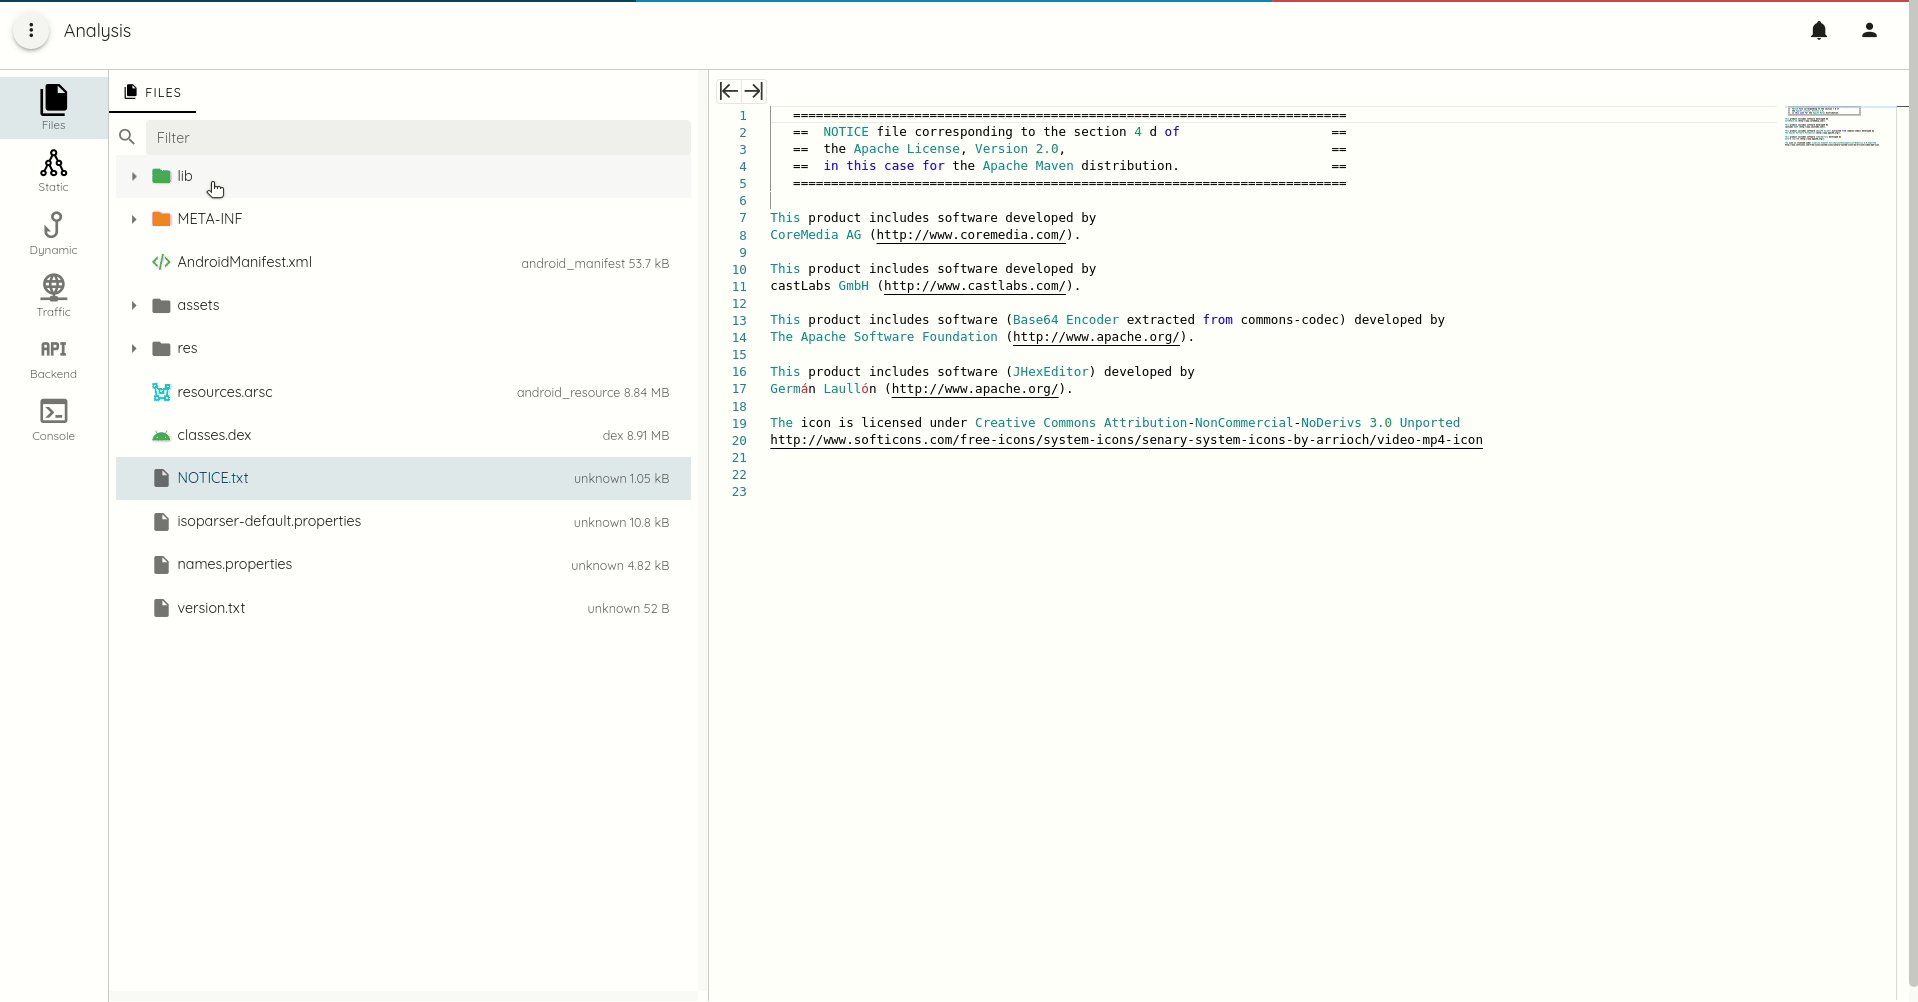 Analysis
Files
Static
Dynamic
Traffic
API
Backend
Console
FILES
Filter
lib
META-INF
AndroidManifest.xml android_manifest 53.7 kB
assets
res
resources.arsc android_resource 8.84 MB
classes.dex dex 8.91 MB
NOTICE.txt unknown 1.05 kB
isoparser-default.properties unknown 10.8 kB
names.properties unknown 4.82 kB
version.txt unknown 52 B
1 =========================================================================
2 == NOTICE file corresponding to the section 4 d of ==
3 == the Apache License, Version 2.0, ==
4 == in this case for the Apache Maven distribution. ==
5 =========================================================================
6
7 This product includes software developed by
8 CoreMedia AG (http://www.coremedia.com/).
9
10 This product includes software developed by
11 castLabs GmbH (http://www.castlabs.com/).
12
13 This product includes software (Base64 Encoder extracted from commons-codec) developed by
14 The Apache Software Foundation (http://www.apache.org/).
15
16 This product includes software (JHexEditor) developed by
17 Germán Laullón (http://www.apache.org/).
18
19 The icon is licensed under Creative Commons Attribution-NonCommercial-NoDerivs 3.0 Unported
20 http://www.softicons.com/free-icons/system-icons/senary-system-icons-by-arrioch/video-mp4-icon
21
22
23